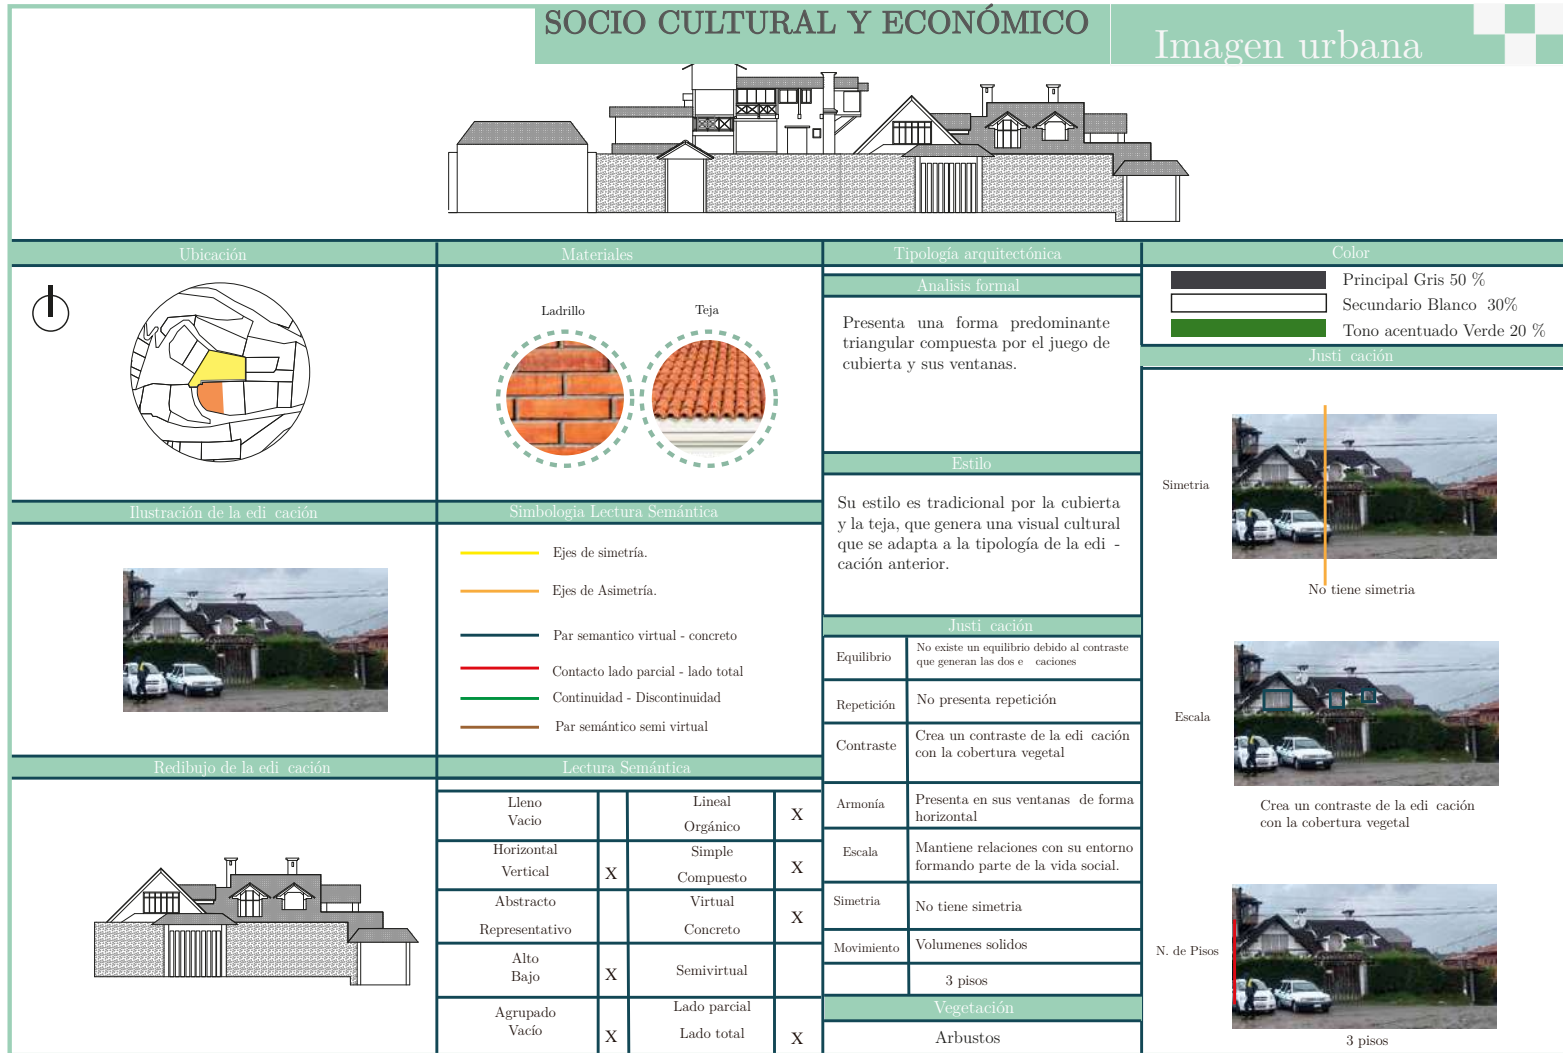 SOCIO CULTURAL Y ECONÓMICO
Imagen urbana
Ubicación
Materiales
Ladrillo
Teja
Tipología arquitectónica
Analisis formal
Presenta una forma predominante
triangular compuesta por el juego de
cubierta y sus ventanas.
Estilo
Su estilo es tradicional por la cubierta
y la teja, que genera una visual cultural
que se adapta a la tipología de la edi -
cación anterior.
Color
Principal Gris 50 %
Secundario Blanco 30%
Tono acentuado Verde 20 %
Justi cación
Simetria
No tiene simetria
Escala
Crea un contraste de la edi cación
con la cobertura vegetal
N. de Pisos
3 pisos
Ilustración de la edi cación
Simbologia Lectura Semántica
Ejes de simetría.
Ejes de Asimetría.
Par semantico virtual - concreto
Contacto lado parcial - lado total
Continuidad - Discontinuidad
Par semántico semi virtual
Justi cación
Equilibrio
No existe un equilibrio debido al contraste
que generan las dos e caciones
Repetición
No presenta repetición
Contraste
Crea un contraste de la edi cación
con la cobertura vegetal
Armonía
Presenta en sus ventanas de forma
horizontal
Escala
Mantiene relaciones con su entorno
formando parte de la vida social.
Simetria
No tiene simetria
Movimiento
Volumenes solidos
3 pisos
Vegetación
Arbustos
Redibujo de la edi cación
Lectura Semántica
Lleno
Vacio
Lineal
Orgánico
X
Horizontal
Vertical
X
Simple
Compuesto
X
Abstracto
Representativo
Virtual
Concreto
X
Alto
Bajo
X
Semivirtual
Agrupado
Vacío
X
Lado parcial
Lado total
X